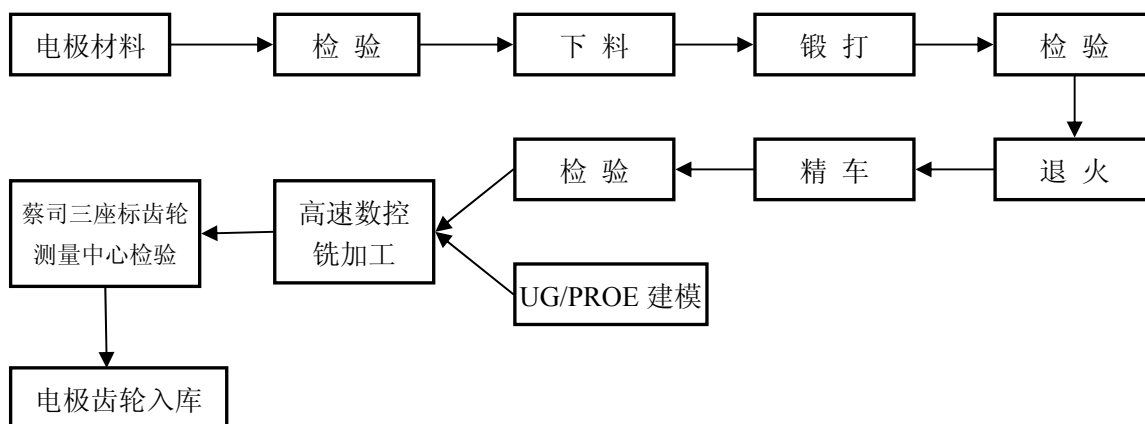 电极材料
检 验
下 料
锻 打
检 验
退 火
精 车
检 验
UG/PROE 建模
高速数控
铣加工
蔡司三座标齿轮
测量中心检验
电极齿轮入库